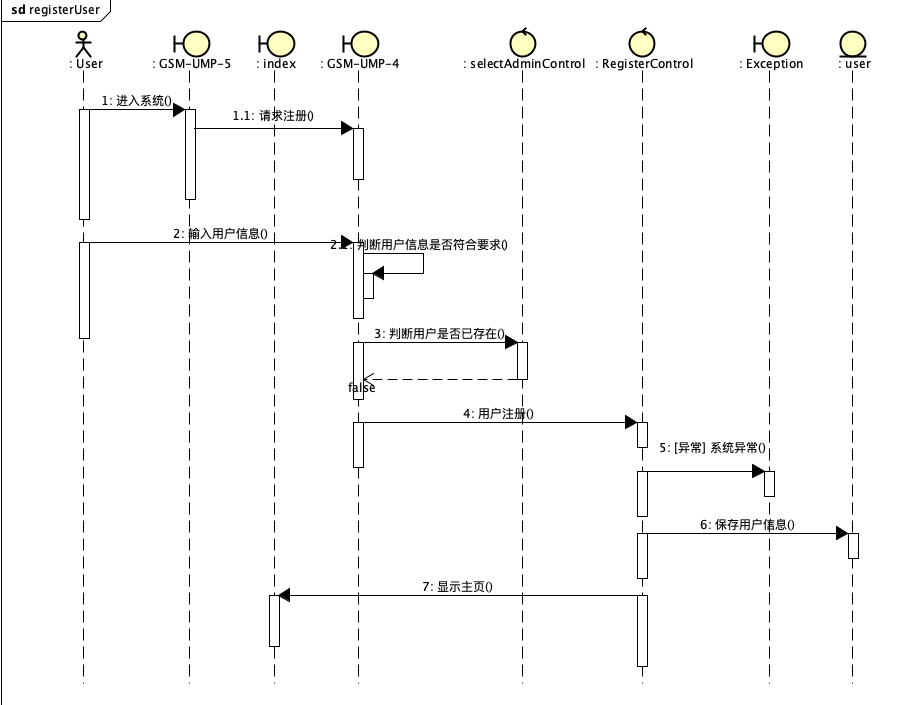 sd registerUser
: User
: GSM-UMP-5
: index
: GSM-UMP-4
: selectAdminControl
: RegisterControl
: Exception
: user
1: 进入系统()
1.1: 请求注册()
2: 输入用户信息()
2.1: 判断用户信息是否符合要求()
3: 判断用户是否已存在()
false
4: 用户注册()
5: [异常] 系统异常()
6: 保存用户信息()
7: 显示主页()